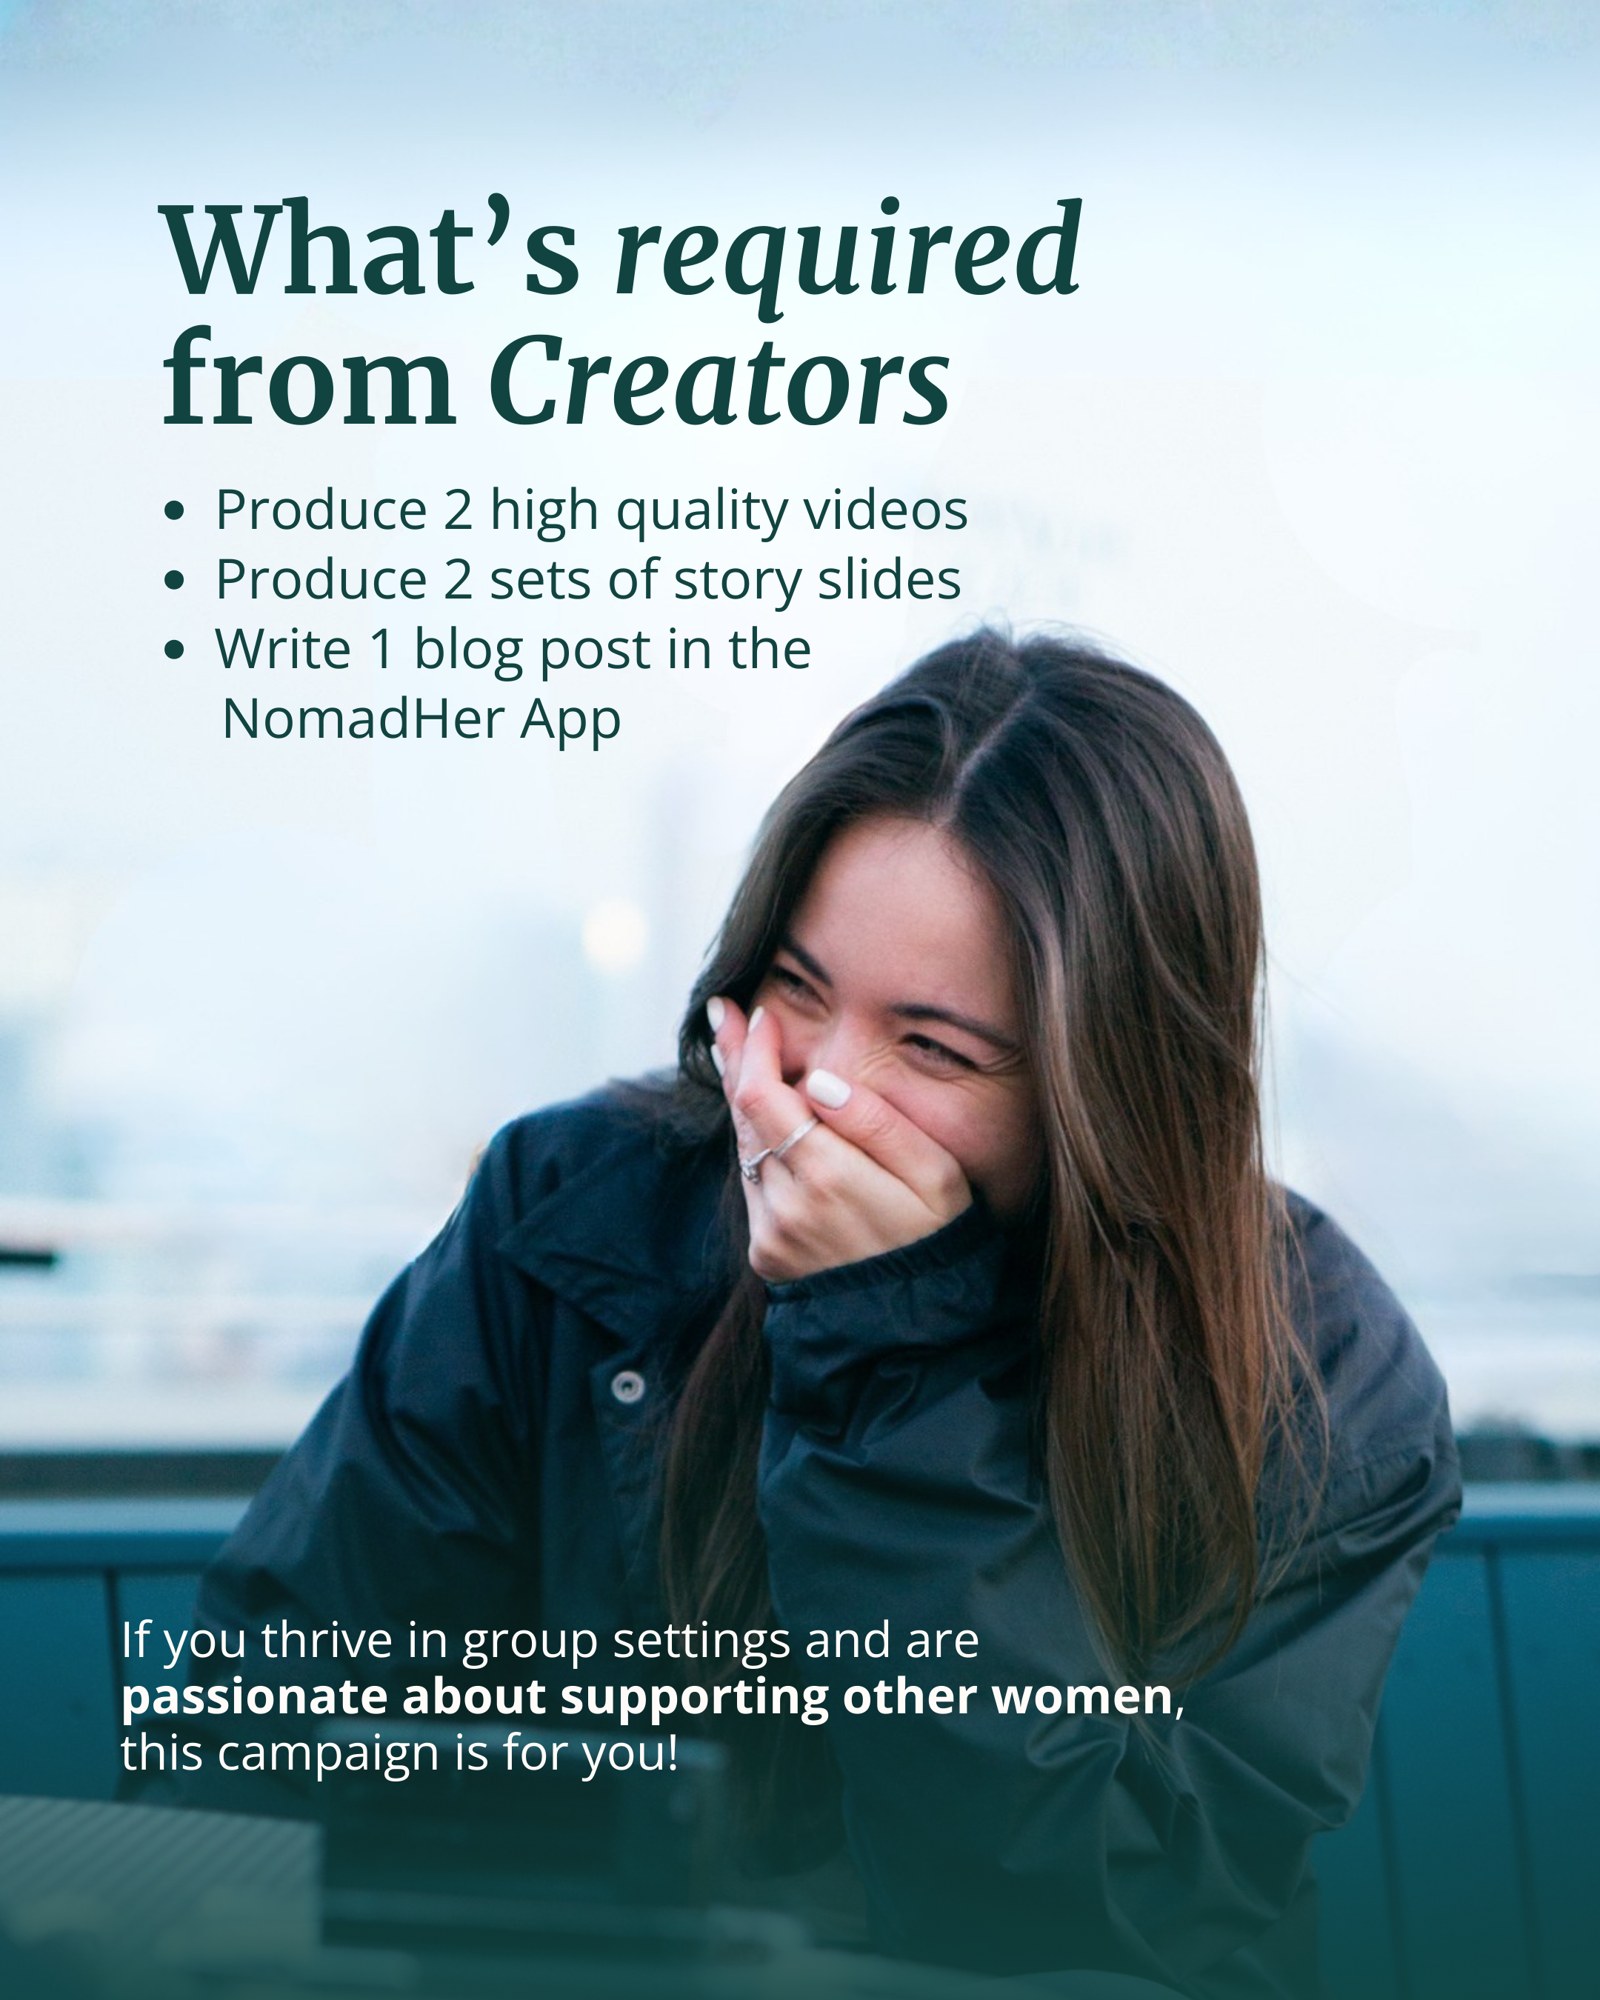 What’s required
from Creators
• Produce 2 high quality videos
• Produce 2 sets of story slides
• Write 1 blog post in the
NomadHer App
If you thrive in group settings and are
passionate about supporting other women,
this campaign is for you!